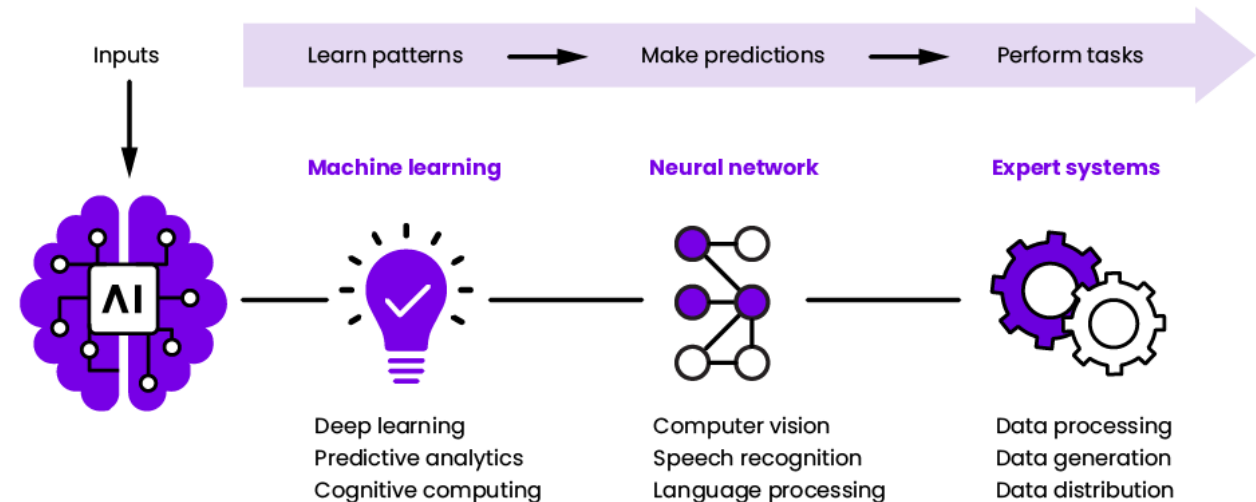 Inputs
Learn patterns
Make predictions
Perform tasks
Machine learning
Neural network
Expert systems
AI
Deep learning
Predictive analytics
Cognitive computing
Computer vision
Speech recognition
Language processing
Data processing
Data generation
Data distribution